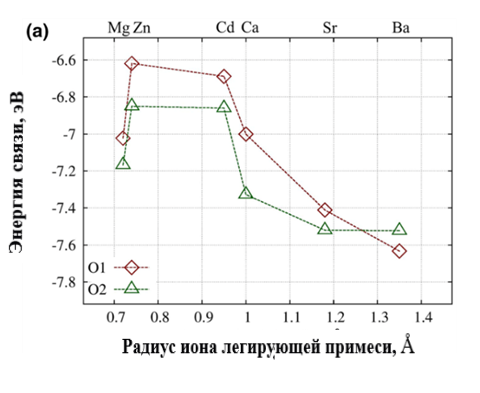 (a)
Mg Zn Cd Ca Sr Ba
-6.6
-6.8
-7
-7.2
-7.4
-7.6
-7.8
Энергия связи, эВ
O1
O2
0.7 0.8 0.9 1 1.1 1.2 1.3 1.4
Радиус иона легирующей примеси, Å